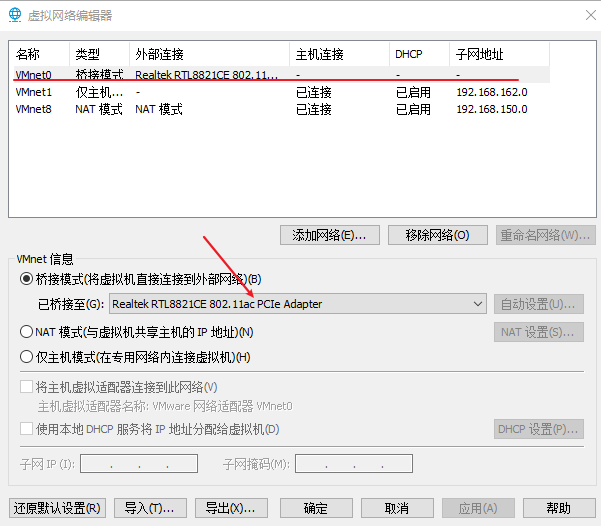 虚拟网络编辑器
名称 类型 外部连接 主机连接 DHCP 子网地址
VMnet0 桥接模式 Realtek RTL8821CE 802.11... - - -
VMnet1 仅主机... - 已连接 已启用 192.168.162.0
VMnet8 NAT 模式 NAT 模式 已连接 已启用 192.168.150.0
添加网络(E)... 移除网络(O) 重命名网络(W)...
VMnet 信息
桥接模式(将虚拟机直接连接到外部网络)(B)
已桥接至(G): Realtek RTL8821CE 802.11ac PCIe Adapter 自动设置(U)...
NAT 模式(与虚拟机共享主机的 IP 地址)(N) NAT 设置(S)...
仅主机模式(在专用网络内连接虚拟机)(H)
将主机虚拟适配器连接到此网络(V)
主机虚拟适配器名称: VMware 网络适配器 VMnet0
使用本地 DHCP 服务将 IP 地址分配给虚拟机(D) DHCP 设置(P)...
子网 IP (I): . . . 子网掩码(M): . . .
还原默认设置(R) 导入(T)... 导出(X)... 确定 取消 应用(A) 帮助